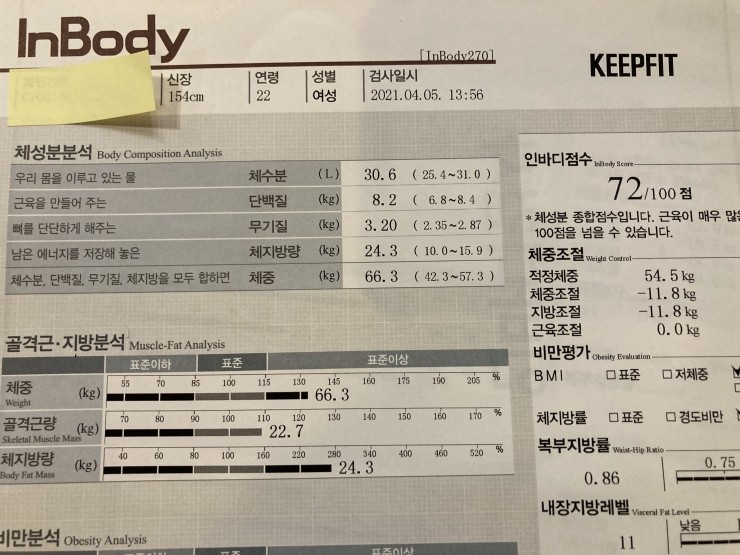 InBody
[InBody270]
KEEPFIT
신장 연령 성별 검사일시
154cm 22 여성 2021.04.05. 13:56
체성분분석 Body Composition Analysis
우리 몸을 이루고 있는 물 체수분 (L) 30.6 ( 25.4~31.0 )
근육을 만들어 주는 단백질 (kg) 8.2 ( 6.8~8.4 )
뼈를 단단하게 해주는 무기질 (kg) 3.20 ( 2.35~2.87 )
남은 에너지를 저장해 놓은 체지방량 (kg) 24.3 ( 10.0~15.9 )
체수분, 단백질, 무기질, 체지방을 모두 합하면 체중 (kg) 66.3 ( 42.3~57.3 )
골격근·지방분석 Muscle-Fat Analysis
표준이하 표준 표준이상
체중 (kg) 55 70 85 100 115 130 145 160 175 190 205 %
Weight 66.3
골격근량 (kg) 70 80 90 100 110 120 130 140 150 160 170 %
Skeletal Muscle Mass 22.7
체지방량 (kg) 40 60 80 100 160 220 280 340 400 460 520 %
Body Fat Mass 24.3
비만분석 Obesity Analysis
표준이하 표준 표준이상
인바디점수 InBody Score
72/100 점
* 체성분 종합점수입니다. 근육이 매우
100점을 넘을 수 있습니다.
체중조절 Weight Control
적정체중 54.5 kg
체중조절 -11.8 kg
지방조절 -11.8 kg
근육조절 0.0 kg
비만평가 Obesity Evaluation
BMI □ 표준 □ 저체중
체지방률 □ 표준 □ 경도비만
복부지방률 Waist-Hip Ratio
0.86 0.75
내장지방레벨 Visceral Fat Level
11 낮음